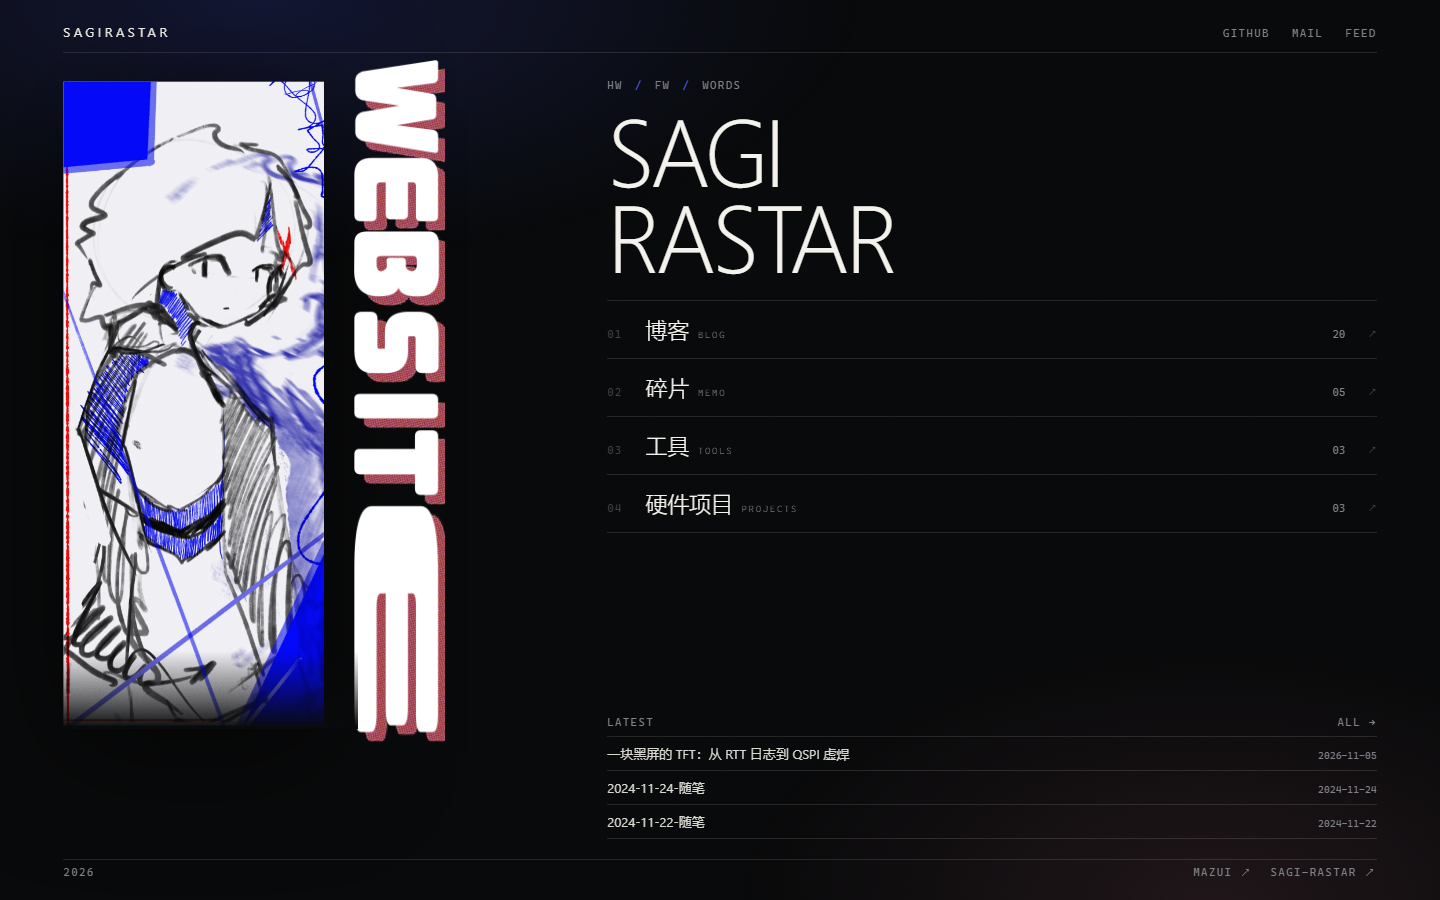 SAGIRASTAR
GITHUB MAIL FEED
WEBSITE
HW / FW / WORDS
SAGI
RASTAR
01 博客 BLOG 20 ↗
02 碎片 MEMO 05 ↗
03 工具 TOOLS 03 ↗
04 硬件项目 PROJECTS 03 ↗
LATEST ALL →
一块黑屏的 TFT：从 RTT 日志到 QSPI 虚焊 2026-11-05
2024-11-24-随笔 2024-11-24
2024-11-22-随笔 2024-11-22
2026 MAZUI ↗ SAGI-RASTAR ↗